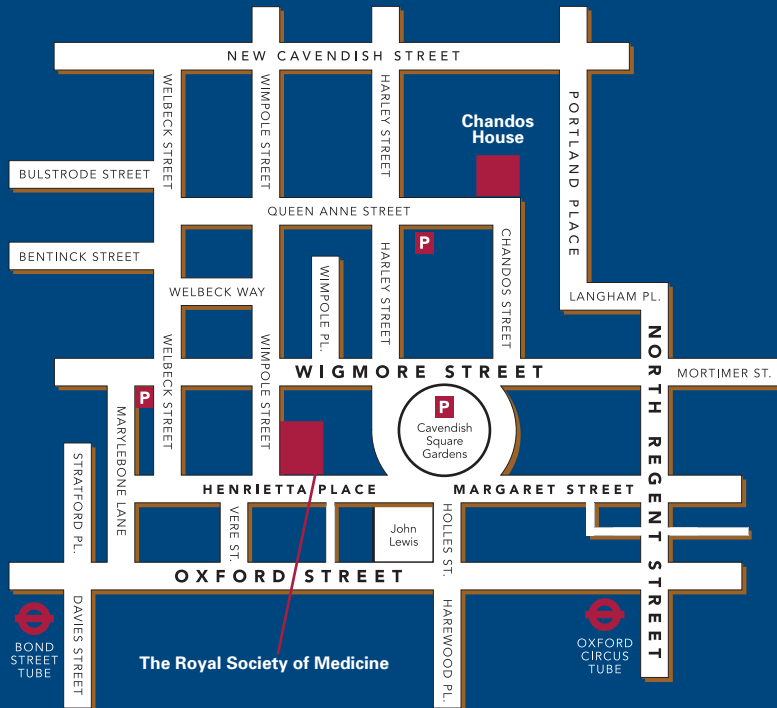 NEW CAVENDISH STREET
WELBECK STREET
WIMPOLE STREET
HARLEY STREET
PORTLAND PLACE
Chandos
House
BULSTRODE STREET
QUEEN ANNE STREET
BENTINCK STREET
P
HARLEY STREET
CHANDOS STREET
WIMPOLE PL.
WELBECK WAY
LANGHAM PL.
WELBECK STREET
WIMPOLE STREET
WIGMORE STREET
NORTH REGENT STREET
MORTIMER ST.
P
MARYLEBONE LANE
P
Cavendish
Square
Gardens
STRATFORD PL.
HENRIETTA PLACE
MARGARET STREET
VERE ST.
John
Lewis
HOLLES ST.
OXFORD STREET
DAVIES STREET
HAREWOOD PL.
BOND
STREET
TUBE
OXFORD
CIRCUS
TUBE
The Royal Society of Medicine